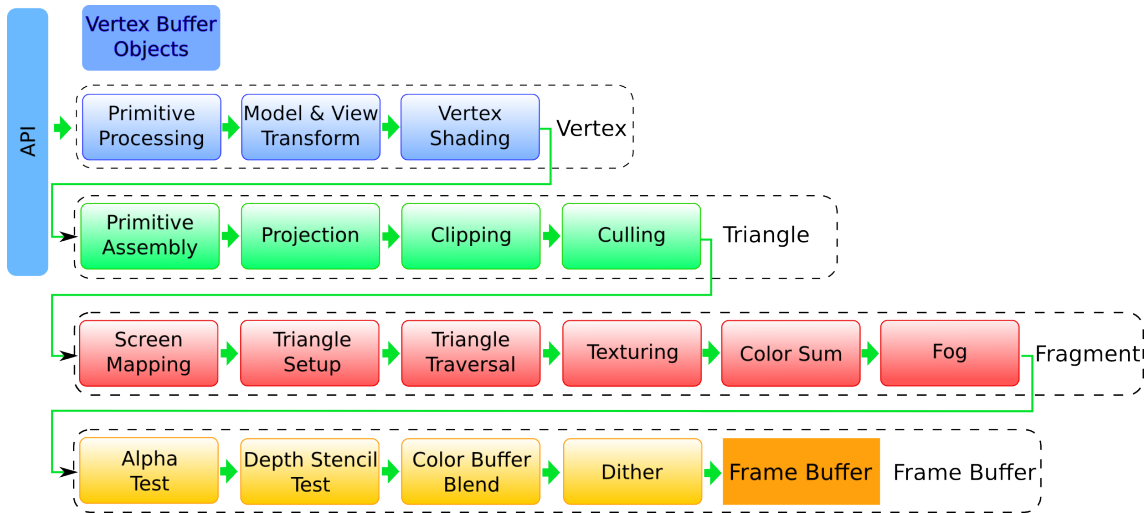 API
Vertex Buffer
Objects
Primitive
Processing
Model & View
Transform
Vertex
Shading
Vertex
Primitive
Assembly
Projection
Clipping
Culling
Triangle
Screen
Mapping
Triangle
Setup
Triangle
Traversal
Texturing
Color Sum
Fog
Fragment
Alpha
Test
Depth Stencil
Test
Color Buffer
Blend
Dither
Frame Buffer
Frame Buffer